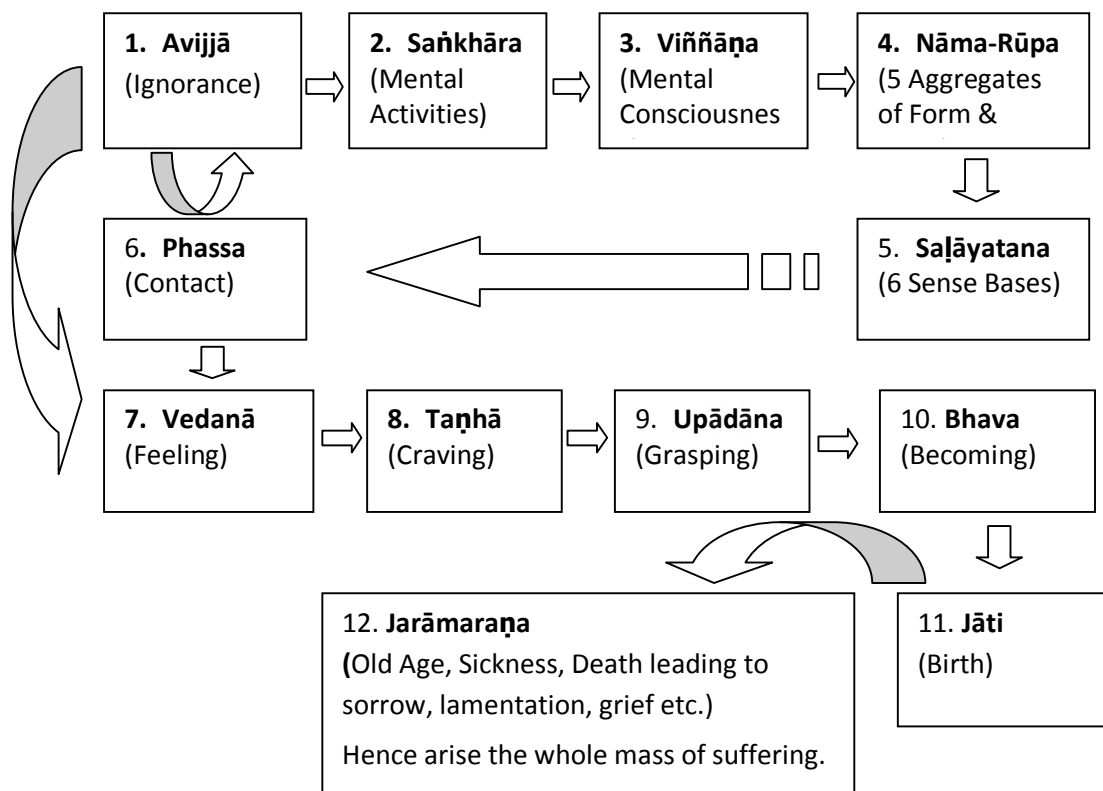 1. Avijjā
(Ignorance)
2. Saṅkhāra
(Mental
Activities)
3. Viññāṇa
(Mental
Consciousnes
4. Nāma-Rūpa
(5 Aggregates
of Form &
5. Saḷāyatana
(6 Sense Bases)
6. Phassa
(Contact)
7. Vedanā
(Feeling)
8. Taṇhā
(Craving)
9. Upādāna
(Grasping)
10. Bhava
(Becoming)
11. Jāti
(Birth)
12. Jarāmaraṇa
(Old Age, Sickness, Death leading to
sorrow, lamentation, grief etc.)
Hence arise the whole mass of suffering.